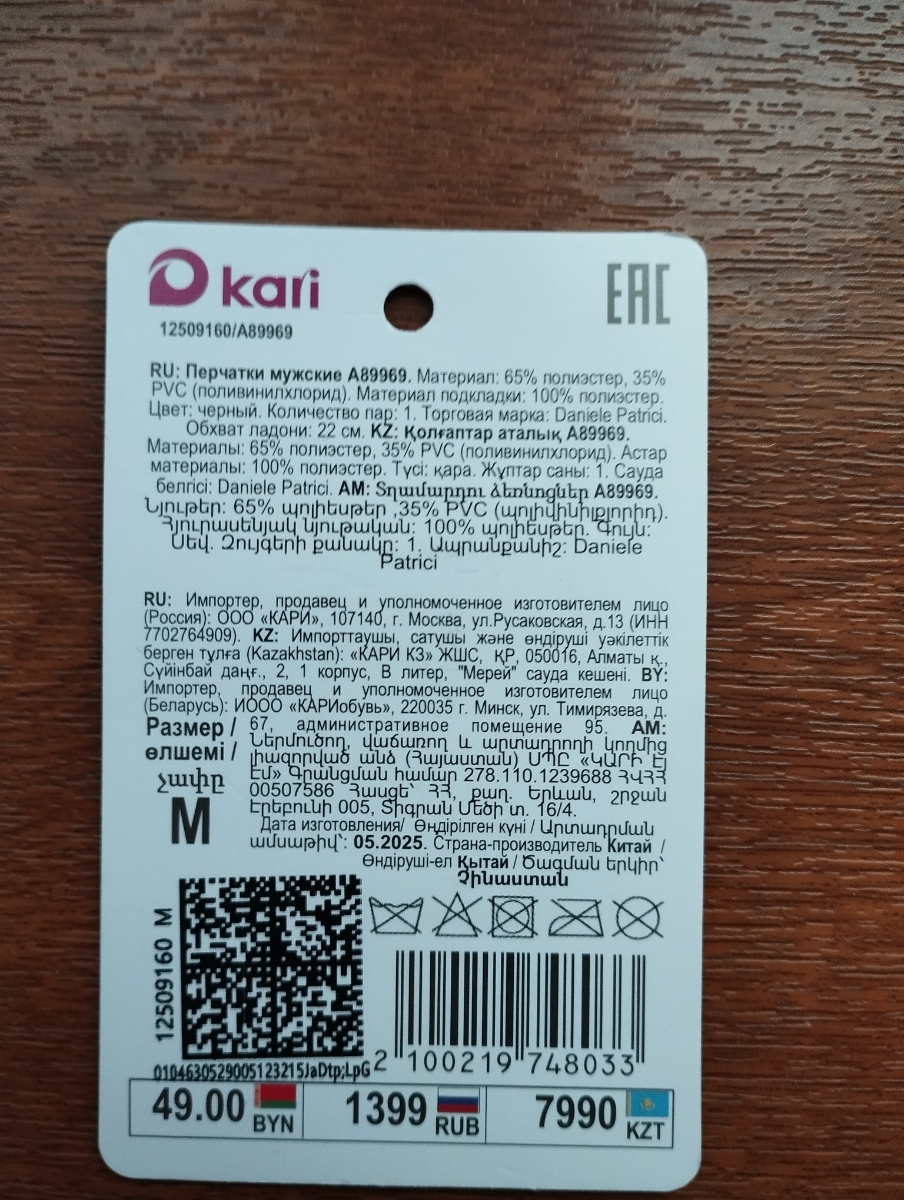 kari
EAC
12509160/A89969
RU: Перчатки мужские A89969. Материал: 65% полиэстер, 35%
PVC (поливинилхлорид). Материал подкладки: 100% полиэстер.
Цвет: черный. Количество пар: 1. Торговая марка: Daniele Patrici.
Обхват ладони: 22 см. KZ: Қолғаптар аталық A89969.
Материалы: 65% полиэстер, 35% PVC (поливинилхлорид). Астар
материалы: 100% полиэстер. Түсі: қара. Жұптар саны: 1. Сауда
белгісі: Daniele Patrici. AM: Տղամարդու ձեռնոցներ A89969.
Նյութեր: 65% պոլիեսթեր ,35% PVC (պոլիվինիլքլորիդ).
Հյուրասենյակ նյութական: 100% պոլիեսթեր. Գույն:
Սեվ. Զույգերի քանակը: 1. Ապրանքանիշ: Daniele
Patrici
RU: Импортер, продавец и уполномоченное изготовителем лицо
(Россия): ООО «КАРИ», 107140, г. Москва, ул.Русаковская, д.13 (ИНН
7702764909). KZ: Импорттаушы, сатушы және өндіруші уәкілеттік
берген тұлға (Kazakhstan): «КАРИ КЗ» ЖШС, ҚР, 050016, Алматы қ.,
Сүйінбай даңғ., 2, 1 корпус, В литер, "Мерей" сауда кешені. BY:
Импортер, продавец и уполномоченное изготовителем лицо
(Беларусь): ИООО «КАРИобувь», 220035 г. Минск, ул. Тимирязева, д.
67, административное помещение 95. AM:
Ներմուծող, վաճառող և արտադրողի կողմից
լիազորված անձ (Հայաստան) ՍՊԸ «ԿԱՐԻ ԷՅ
ԷՄ» Գրանցման համար 278.110.1239688 ՀՎՀՀ
00507586 Հասցե՝ ՀՀ, քաղ. Երևան, շրջան
Էրեբունի 005, Տիգրան Մեծի տ. 16/4.
Размер /
өлшемі /
չափը
M
Дата изготовления/ Өндірілген күні / Արտադրման
ամսաթիվ՝: 05.2025. Страна-производитель Китай /
Өндіруші-ел Қытай / Ծագման երկիր՝
Չինաստան
12509160 M
0104630529005123215JaDtp;LpG
2 100219 748033
49.00 BYN
1399 RUB
7990 KZT